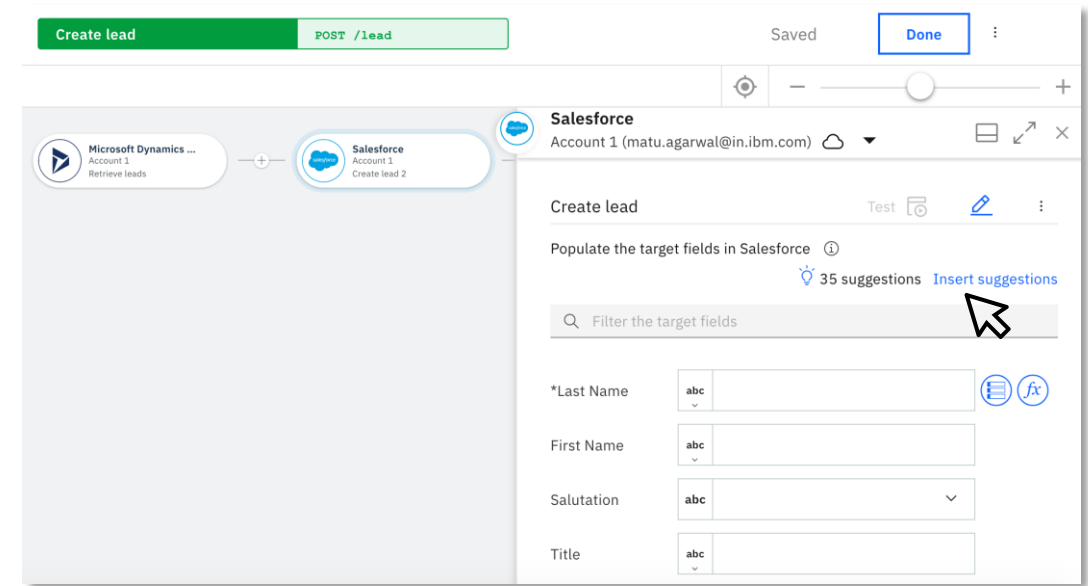 Create lead
POST /lead
Saved
Done
Microsoft Dynamics ...
Account 1
Retrieve leads
salesforce
Salesforce
Account 1
Create lead 2
salesforce
Salesforce
Account 1 (matu.agarwal@in.ibm.com)
Create lead
Test
Populate the target fields in Salesforce
35 suggestions Insert suggestions
Filter the target fields
*Last Name
abc
fx
First Name
abc
Salutation
abc
Title
abc